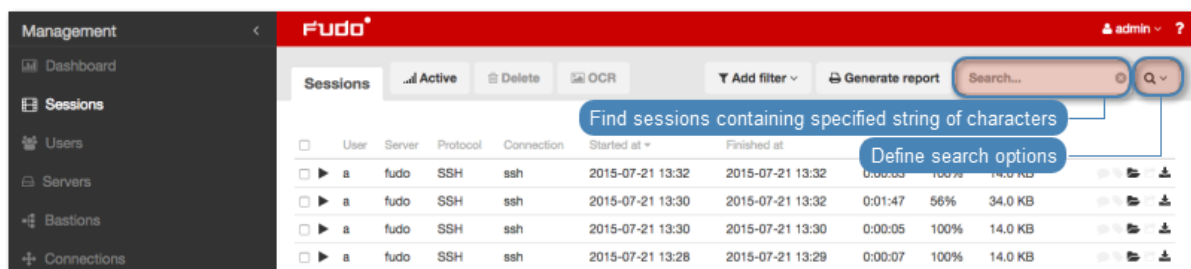 Management
FUDO
admin
?
Dashboard
Sessions
Users
Servers
Bastions
Connections
Sessions
Active
Delete
OCR
Add filter
Generate report
Search...
Find sessions containing specified string of characters
Define search options
User Server Protocol Connection Started at Finished at
a fudo SSH ssh 2015-07-21 13:32 2015-07-21 13:32 0:00:03 100% 14.0 KB
a fudo SSH ssh 2015-07-21 13:30 2015-07-21 13:32 0:01:47 56% 34.0 KB
a fudo SSH ssh 2015-07-21 13:30 2015-07-21 13:30 0:00:05 100% 14.0 KB
a fudo SSH ssh 2015-07-21 13:28 2015-07-21 13:29 0:00:07 100% 14.0 KB